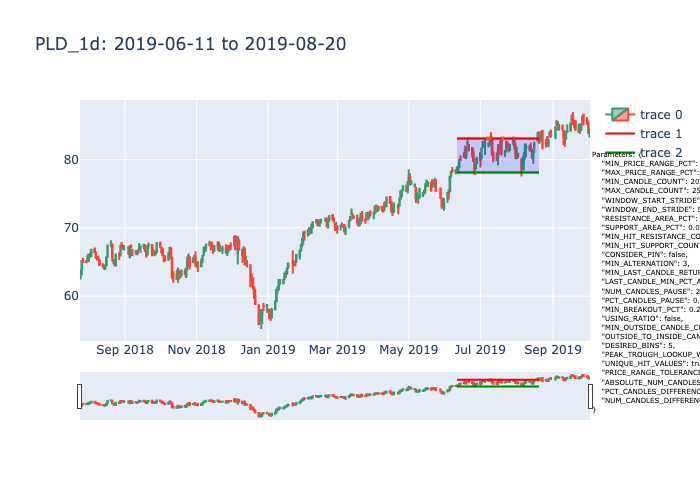 PLD_1d: 2019-06-11 to 2019-08-20
trace 0
trace 1
trace 2
Parameters: {
"MIN_PRICE_RANGE_PCT":
"MAX_PRICE_RANGE_PCT":
"MIN_CANDLE_COUNT": 20
"MAX_CANDLE_COUNT": 25
"WINDOW_START_STRIDE"
"WINDOW_END_STRIDE": 5
"RESISTANCE_AREA_PCT":
"SUPPORT_AREA_PCT": 0.0
"MIN_HIT_RESISTANCE_CO
"MIN_HIT_SUPPORT_COUN
"CONSIDER_PIN": false,
"MIN_ALTERNATION": 3,
"MIN_LAST_CANDLE_RETUR
"LAST_CANDLE_MIN_PCT_A
"NUM_CANDLES_PAUSE": 2
"PCT_CANDLES_PAUSE": 0.
"MIN_BREAKOUT_PCT": 0.2
"USING_RATIO": false,
"MIN_OUTSIDE_CANDLE_CO
"OUTSIDE_TO_INSIDE_CAN
"DESIRED_BINS": 5,
"PEAK_TROUGH_LOOKUP_W
"UNIQUE_HIT_VALUES": tru
"PRICE_RANGE_TOLERANC
"ABSOLUTE_NUM_CANDLES
"PCT_CANDLES_DIFFERENC
"NUM_CANDLES_DIFFEREN
}
80
70
60
Sep 2018
Nov 2018
Jan 2019
Mar 2019
May 2019
Jul 2019
Sep 2019